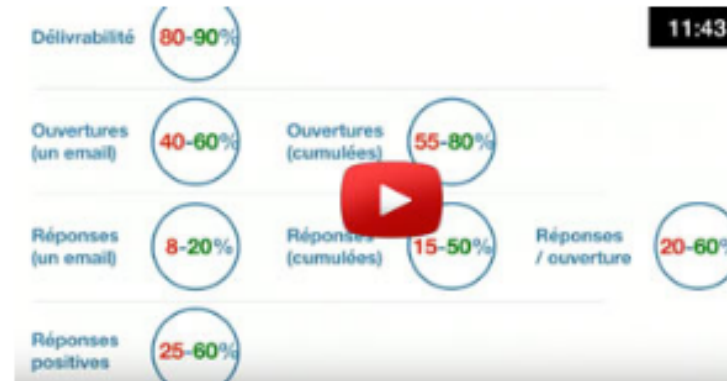 11:43
Délivrabilité 80-90%
Ouvertures
(un email)
40-60%
Ouvertures
(cumulées)
55-80%
Réponses
(un email)
8-20%
Réponses
(cumulées)
15-50%
Réponses
/ ouverture
20-60%
Réponses
positives
25-60%